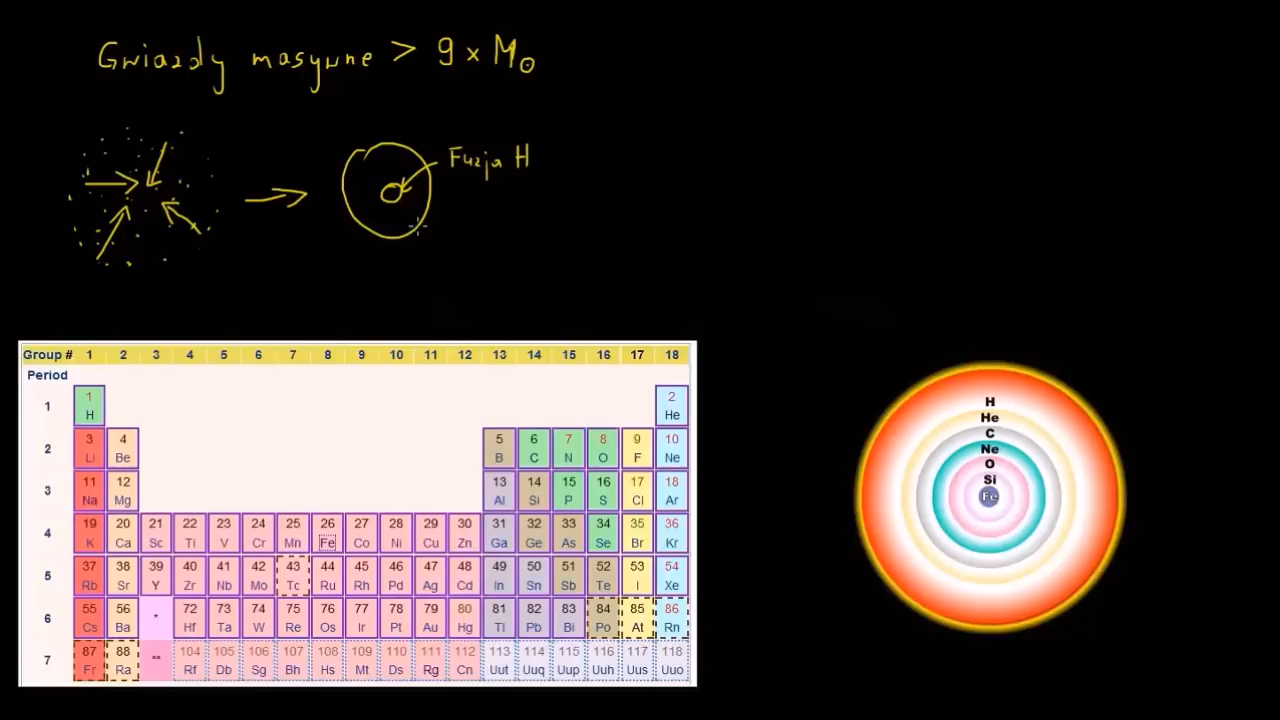 Gwiazdy masywne > 9 x M☉
Fuzja H
Group # 1 2 3 4 5 6 7 8 9 10 11 12 13 14 15 16 17 18
Period
1 1 2
H He
2 3 4 5 6 7 8 9 10
Li Be B C N O F Ne
3 11 12 13 14 15 16 17 18
Na Mg Al Si P S Cl Ar
4 19 20 21 22 23 24 25 26 27 28 29 30 31 32 33 34 35 36
K Ca Sc Ti V Cr Mn Fe Co Ni Cu Zn Ga Ge As Se Br Kr
5 37 38 39 40 41 42 43 44 45 46 47 48 49 50 51 52 53 54
Rb Sr Y Zr Nb Mo Tc Ru Rh Pd Ag Cd In Sn Sb Te I Xe
6 55 56 * 72 73 74 75 76 77 78 79 80 81 82 83 84 85 86
Cs Ba Hf Ta W Re Os Ir Pt Au Hg Tl Pb Bi Po At Rn
7 87 88 ** 104 105 106 107 108 109 110 111 112 113 114 115 116 117 118
Fr Ra Rf Db Sg Bh Hs Mt Ds Rg Cn Uut Uuq Uup Uuh Uus Uuo
H
He
C
Ne
O
Si
Fe